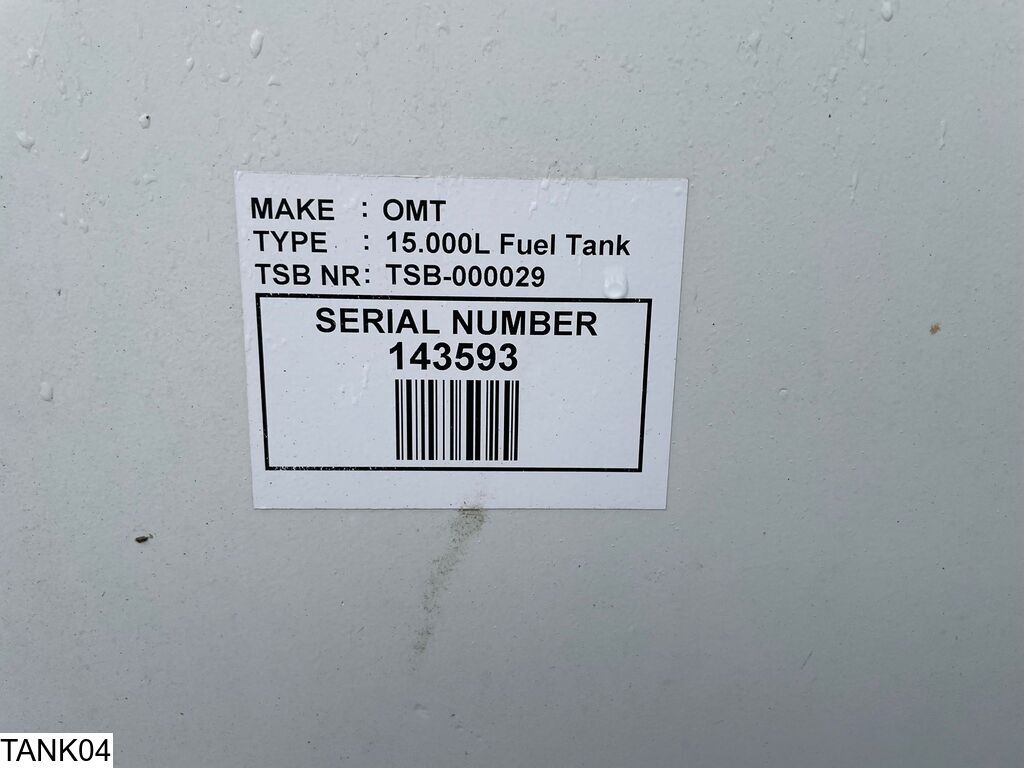 MAKE : OMT
TYPE : 15.000L Fuel Tank
TSB NR: TSB-000029
SERIAL NUMBER
143593
TANK04